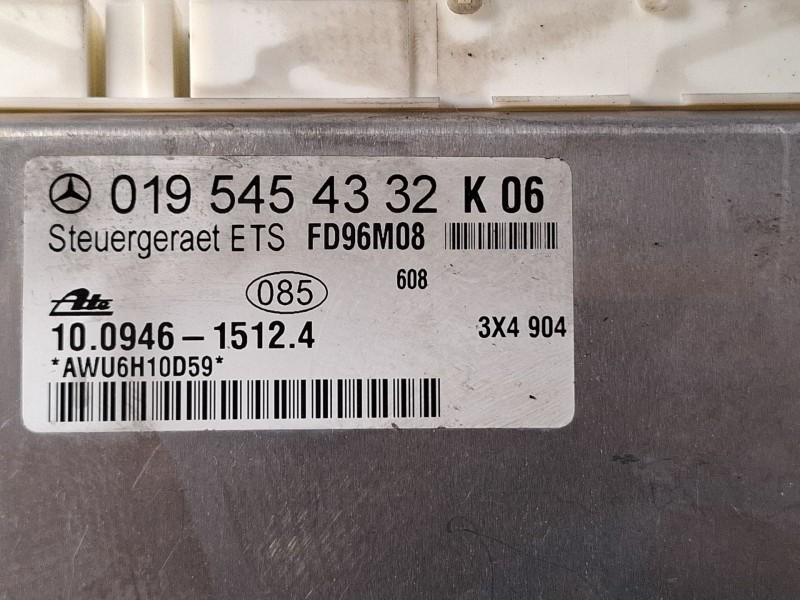 019 545 43 32 K 06
Steuergeraet ETS FD96M08
608
Ate 085
10.0946-1512.4 3X4 904
*AWU6H10D59*